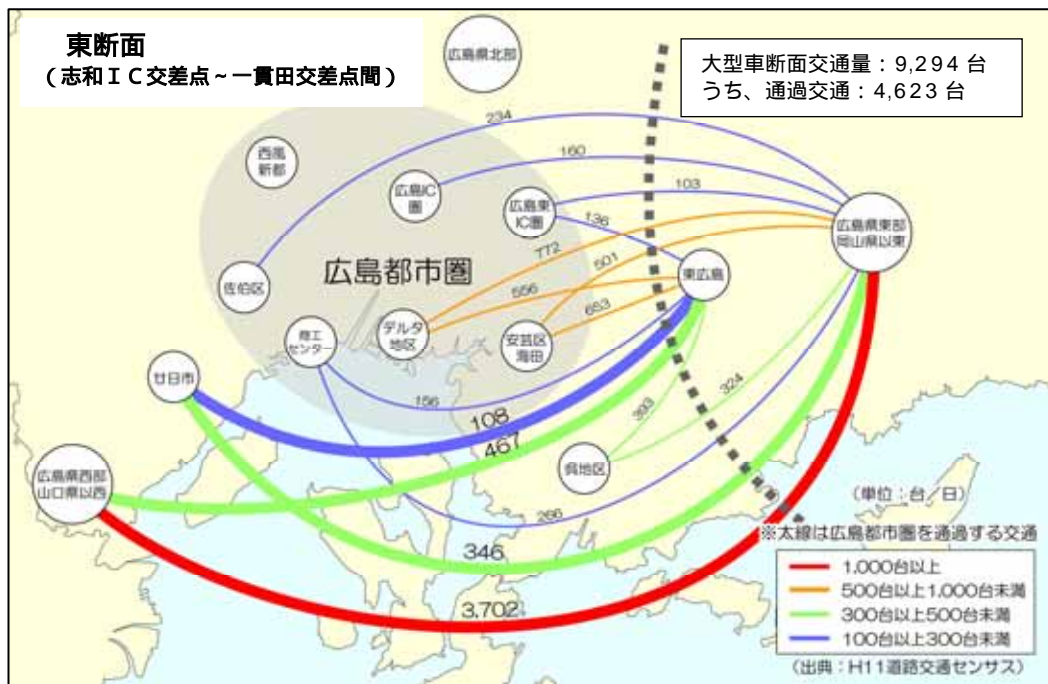 東断面
（志和ＩＣ交差点～一貫田交差点間）
広島県北部
大型車断面交通量：9,294 台
うち、通過交通：4,623 台
234
西風
新都
160
広島IC
圏
広島東
IC圏
103
136
広島県東部
岡山県以東
772
501
広島都市圏
東広島
佐伯区
556
653
商工
センター
デルタ
地区
安芸区
海田
廿日市
156
324
393
108
467
広島県西部
山口県以西
呉地区
266
（単位：台／日）
※太線は広島都市圏を通過する交通
346
1,000台以上
500台以上1,000台未満
300台以上500台未満
3,702
100台以上300台未満
（出典：H11道路交通センサス）